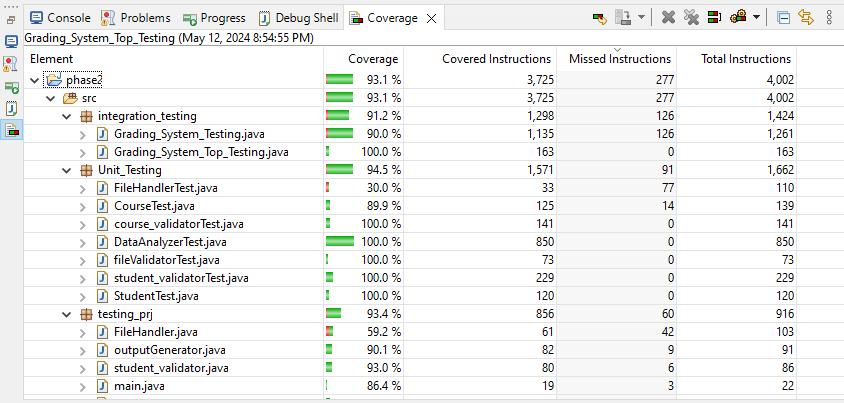 Console Problems Progress Debug Shell Coverage
Grading_System_Top_Testing (May 12, 2024 8:54:55 PM)
Element Coverage Covered Instructions Missed Instructions Total Instructions
phase2 93.1 % 3,725 277 4,002
src 93.1 % 3,725 277 4,002
integration_testing 91.2 % 1,298 126 1,424
Grading_System_Testing.java 90.0 % 1,135 126 1,261
Grading_System_Top_Testing.java 100.0 % 163 0 163
Unit_Testing 94.5 % 1,571 91 1,662
FileHandlerTest.java 30.0 % 33 77 110
CourseTest.java 89.9 % 125 14 139
course_validatorTest.java 100.0 % 141 0 141
DataAnalyzerTest.java 100.0 % 850 0 850
fileValidatorTest.java 100.0 % 73 0 73
student_validatorTest.java 100.0 % 229 0 229
StudentTest.java 100.0 % 120 0 120
testing_prj 93.4 % 856 60 916
FileHandler.java 59.2 % 61 42 103
outputGenerator.java 90.1 % 82 9 91
student_validator.java 93.0 % 80 6 86
main.java 86.4 % 19 3 22